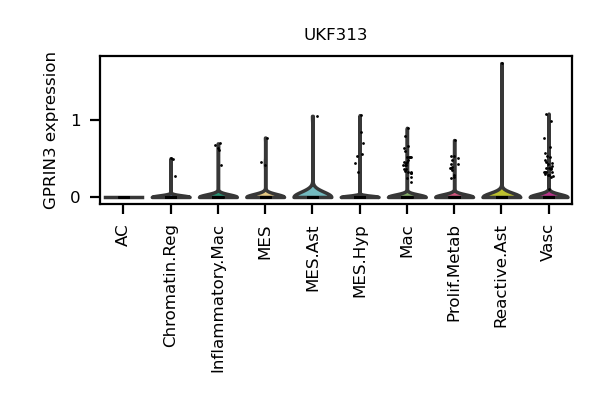 UKF313
GPRIN3 expression
1
0
AC
Chromatin.Reg
Inflammatory.Mac
MES
MES.Ast
MES.Hyp
Mac
Prolif.Metab
Reactive.Ast
Vasc